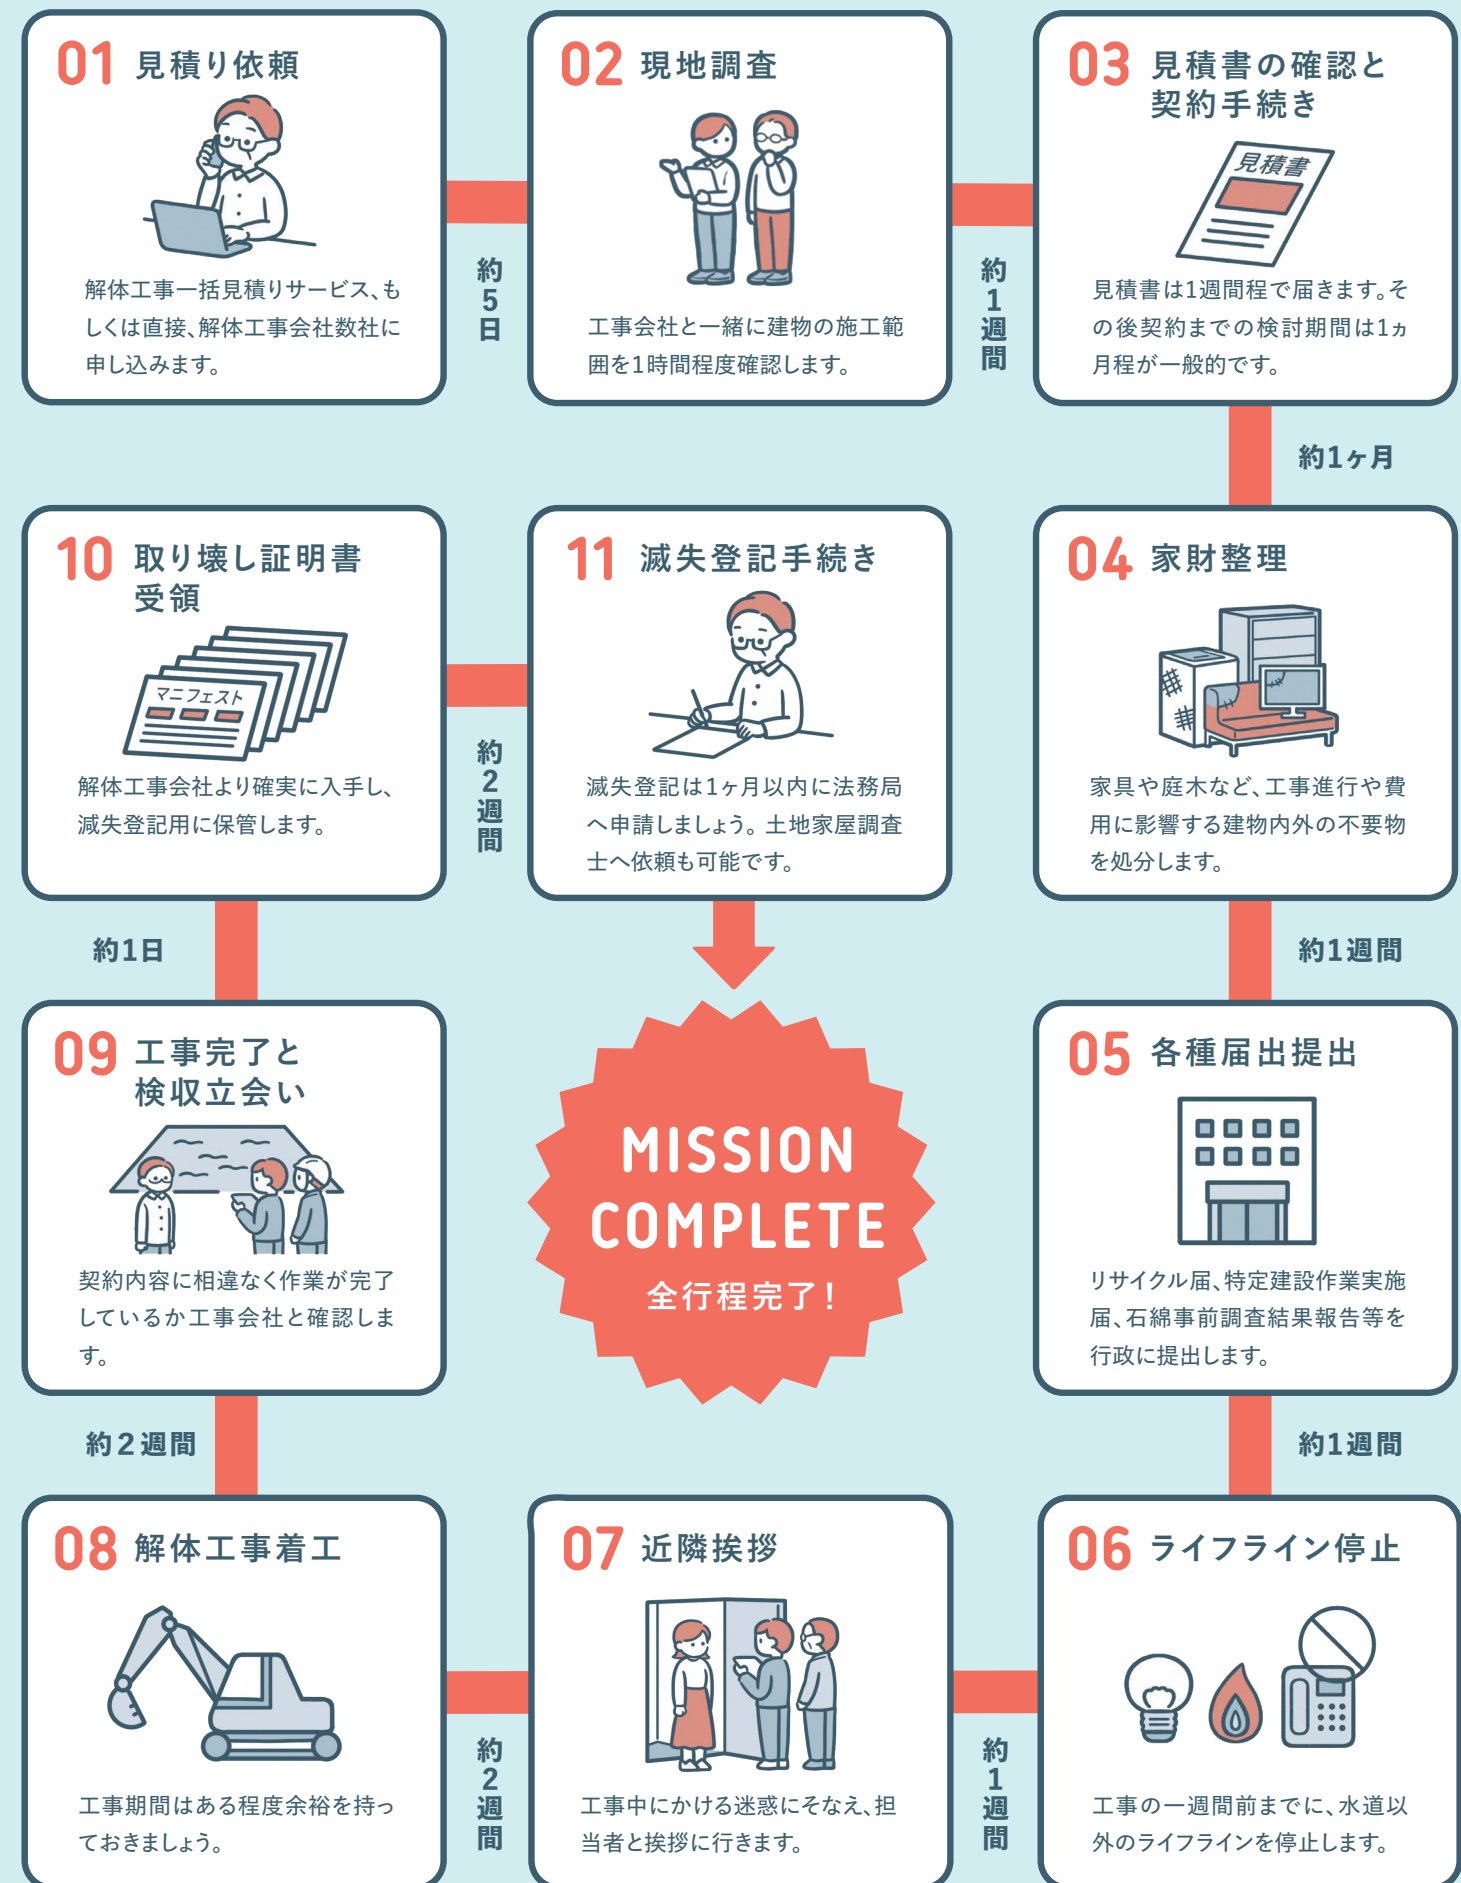 01 見積り依頼
解体工事一括見積りサービス、も
しくは直接、解体工事会社数社に
申し込みます。
約5日
02 現地調査
工事会社と一緒に建物の施工範
囲を1時間程度確認します。
約1週間
03 見積書の確認と
契約手続き
見積書
見積書は1週間程で届きます。そ
の後契約までの検討期間は1ヵ
月程が一般的です。
約1ヶ月
04 家財整理
家具や庭木など、工事進行や費
用に影響する建物内外の不要物
を処分します。
約1週間
05 各種届出提出
リサイクル届、特定建設作業実施
届、石綿事前調査結果報告等を
行政に提出します。
約1週間
06 ライフライン停止
工事の一週間前までに、水道以
外のライフラインを停止します。
約1週間
07 近隣挨拶
工事中にかける迷惑にそなえ、担
当者と挨拶に行きます。
約2週間
08 解体工事着工
工事期間はある程度余裕を持っ
ておきましょう。
約2週間
09 工事完了と
検収立会い
契約内容に相違なく作業が完了
しているか工事会社と確認しま
す。
約1日
10 取り壊し証明書
受領
マニフェスト
解体工事会社より確実に入手し、
滅失登記用に保管します。
約2週間
11 滅失登記手続き
滅失登記は1ヶ月以内に法務局
へ申請しましょう。土地家屋調査
士へ依頼も可能です。
MISSION
COMPLETE
全行程完了！